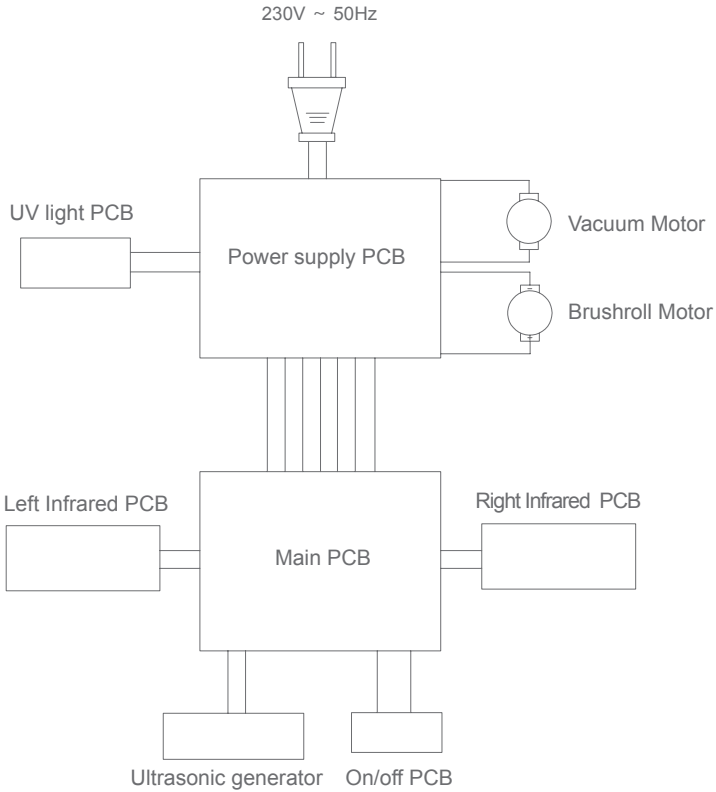 230V ~ 50Hz
UV light PCB
Power supply PCB
Vacuum Motor
Brushroll Motor
Left Infrared PCB
Right Infrared PCB
Main PCB
Ultrasonic generator
On/off PCB